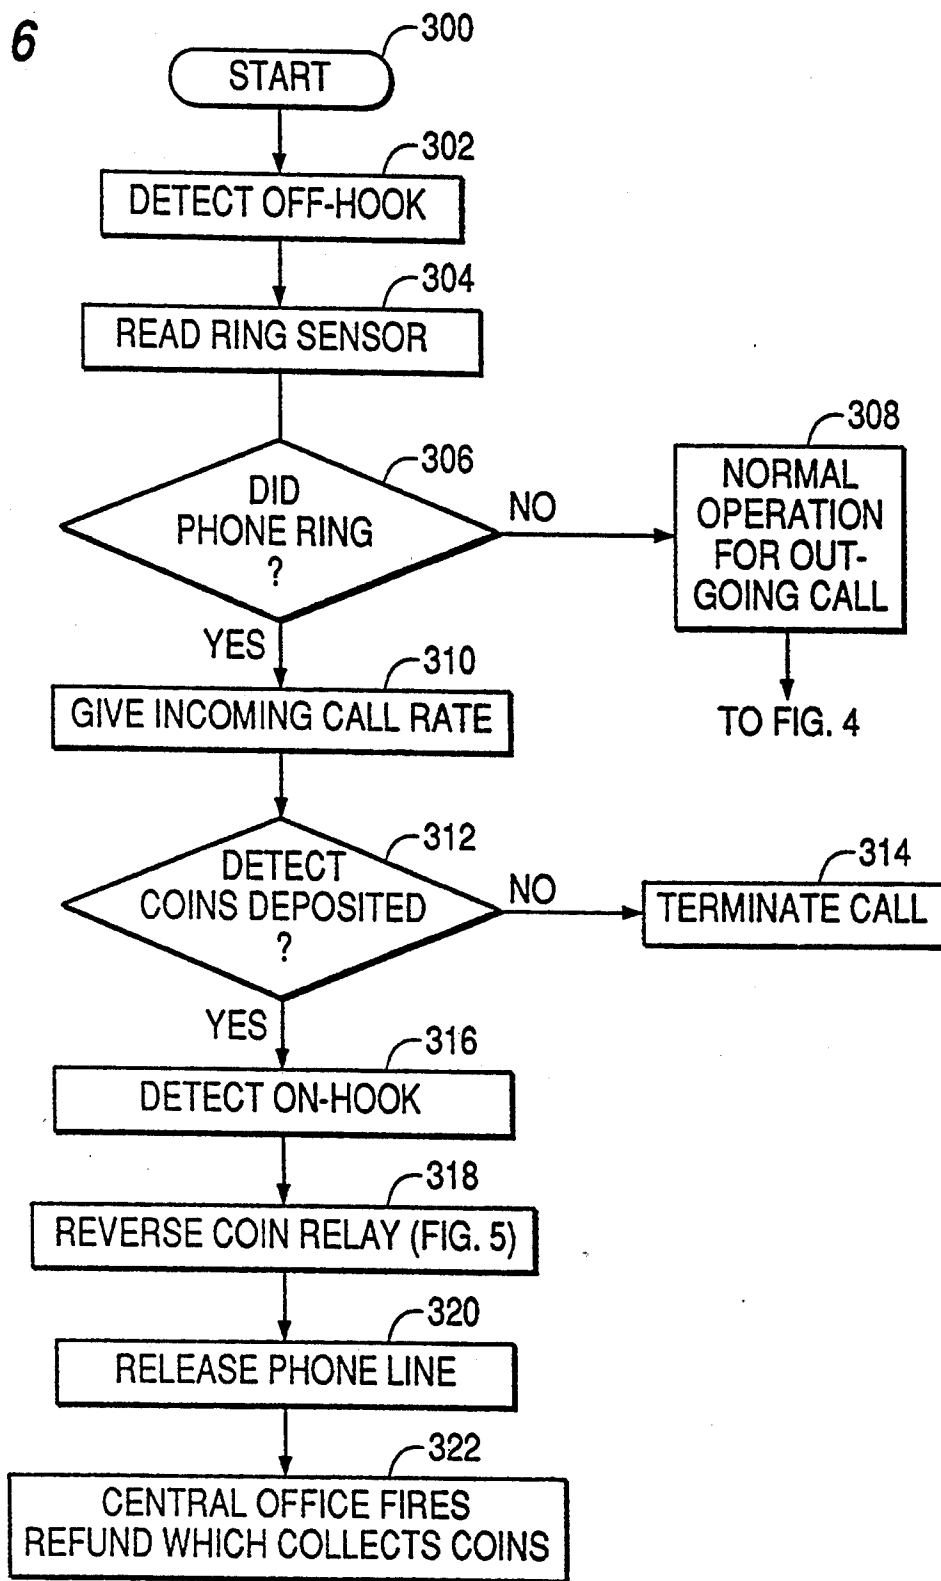 6
300
START
302
DETECT OFF-HOOK
304
READ RING SENSOR
306
DID
PHONE RING
?
NO
308
NORMAL
OPERATION
FOR OUT-
GOING CALL
TO FIG. 4
YES
310
GIVE INCOMING CALL RATE
312
DETECT
COINS DEPOSITED
?
NO
314
TERMINATE CALL
YES
316
DETECT ON-HOOK
318
REVERSE COIN RELAY (FIG. 5)
320
RELEASE PHONE LINE
322
CENTRAL OFFICE FIRES
REFUND WHICH COLLECTS COINS